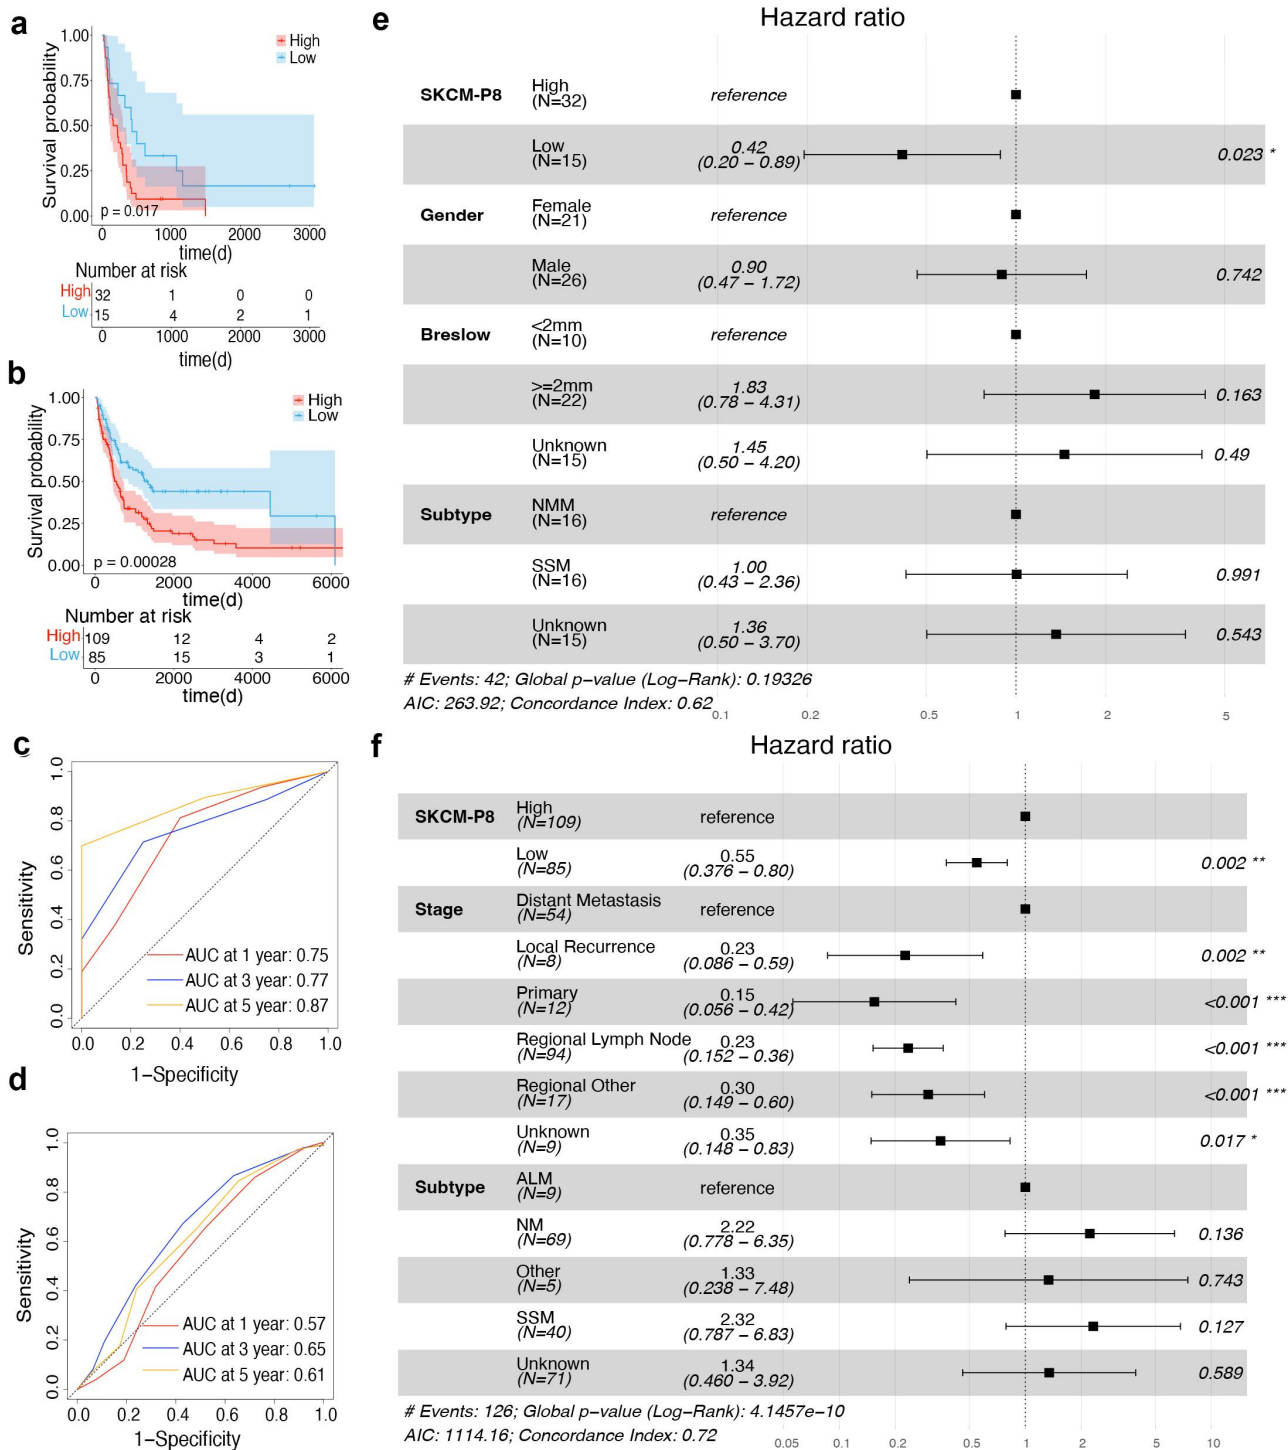 a
High
Low
Survival probability
1.00
0.75
0.50
0.25
0.00
p = 0.017
0 1000 2000 3000
time(d)
Number at risk
High 32 1 0 0
Low 15 4 2 1
0 1000 2000 3000
time(d)
b
High
Low
Survival probability
1.00
0.75
0.50
0.25
0.00
p = 0.00028
0 2000 4000 6000
time(d)
Number at risk
High 109 12 4 2
Low 85 15 3 1
0 2000 4000 6000
time(d)
c
Sensitivity
1.0
0.8
0.6
0.4
0.2
0.0
AUC at 1 year: 0.75
AUC at 3 year: 0.77
AUC at 5 year: 0.87
0.0 0.2 0.4 0.6 0.8 1.0
1−Specificity
d
Sensitivity
1.0
0.8
0.6
0.4
0.2
0.0
AUC at 1 year: 0.57
AUC at 3 year: 0.65
AUC at 5 year: 0.61
0.0 0.2 0.4 0.6 0.8 1.0
1−Specificity
e
Hazard ratio
SKCM-P8 High (N=32) reference
Low (N=15) 0.42 (0.20 − 0.89) 0.023 *
Gender Female (N=21) reference
Male (N=26) 0.90 (0.47 − 1.72) 0.742
Breslow <2mm (N=10) reference
>=2mm (N=22) 1.83 (0.78 − 4.31) 0.163
Unknown (N=15) 1.45 (0.50 − 4.20) 0.49
Subtype NMM (N=16) reference
SSM (N=16) 1.00 (0.43 − 2.36) 0.991
Unknown (N=15) 1.36 (0.50 − 3.70) 0.543
# Events: 42; Global p−value (Log−Rank): 0.19326
AIC: 263.92; Concordance Index: 0.62
0.1 0.2 0.5 1 2 5
f
Hazard ratio
SKCM-P8 High (N=109) reference
Low (N=85) 0.55 (0.376 − 0.80) 0.002 **
Stage Distant Metastasis (N=54) reference
Local Recurrence (N=8) 0.23 (0.086 − 0.59) 0.002 **
Primary (N=12) 0.15 (0.056 − 0.42) <0.001 ***
Regional Lymph Node (N=94) 0.23 (0.152 − 0.36) <0.001 ***
Regional Other (N=17) 0.30 (0.149 − 0.60) <0.001 ***
Unknown (N=9) 0.35 (0.148 − 0.83) 0.017 *
Subtype ALM (N=9) reference
NM (N=69) 2.22 (0.778 − 6.35) 0.136
Other (N=5) 1.33 (0.238 − 7.48) 0.743
SSM (N=40) 2.32 (0.787 − 6.83) 0.127
Unknown (N=71) 1.34 (0.460 − 3.92) 0.589
# Events: 126; Global p−value (Log−Rank): 4.1457e−10
AIC: 1114.16; Concordance Index: 0.72
0.05 0.1 0.2 0.5 1 2 5 10